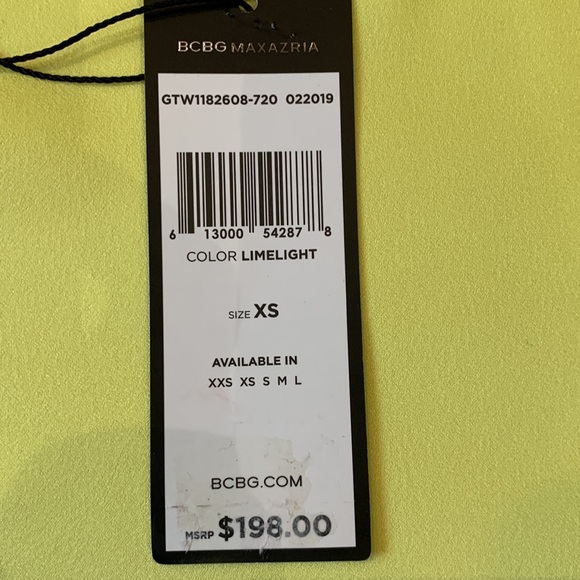 BCBGMAXAZRIA
GTW1182608-720 022019
6 13000 54287 8
COLOR LIMELIGHT
SIZE XS
AVAILABLE IN
XXS XS S M L
BCBG.COM
MSRP $198.00